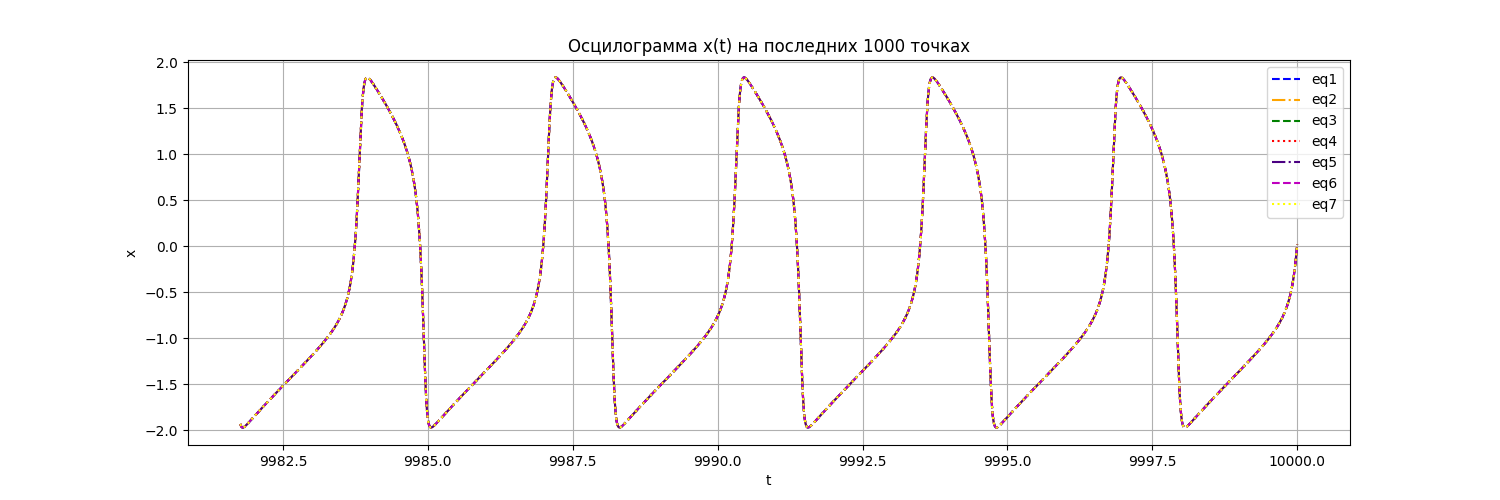 Осцилограмма x(t) на последних 1000 точках
2.0
1.5
1.0
0.5
0.0
−0.5
−1.0
−1.5
−2.0
x
eq1
eq2
eq3
eq4
eq5
eq6
eq7
9982.5
9985.0
9987.5
9990.0
9992.5
9995.0
9997.5
10000.0
t